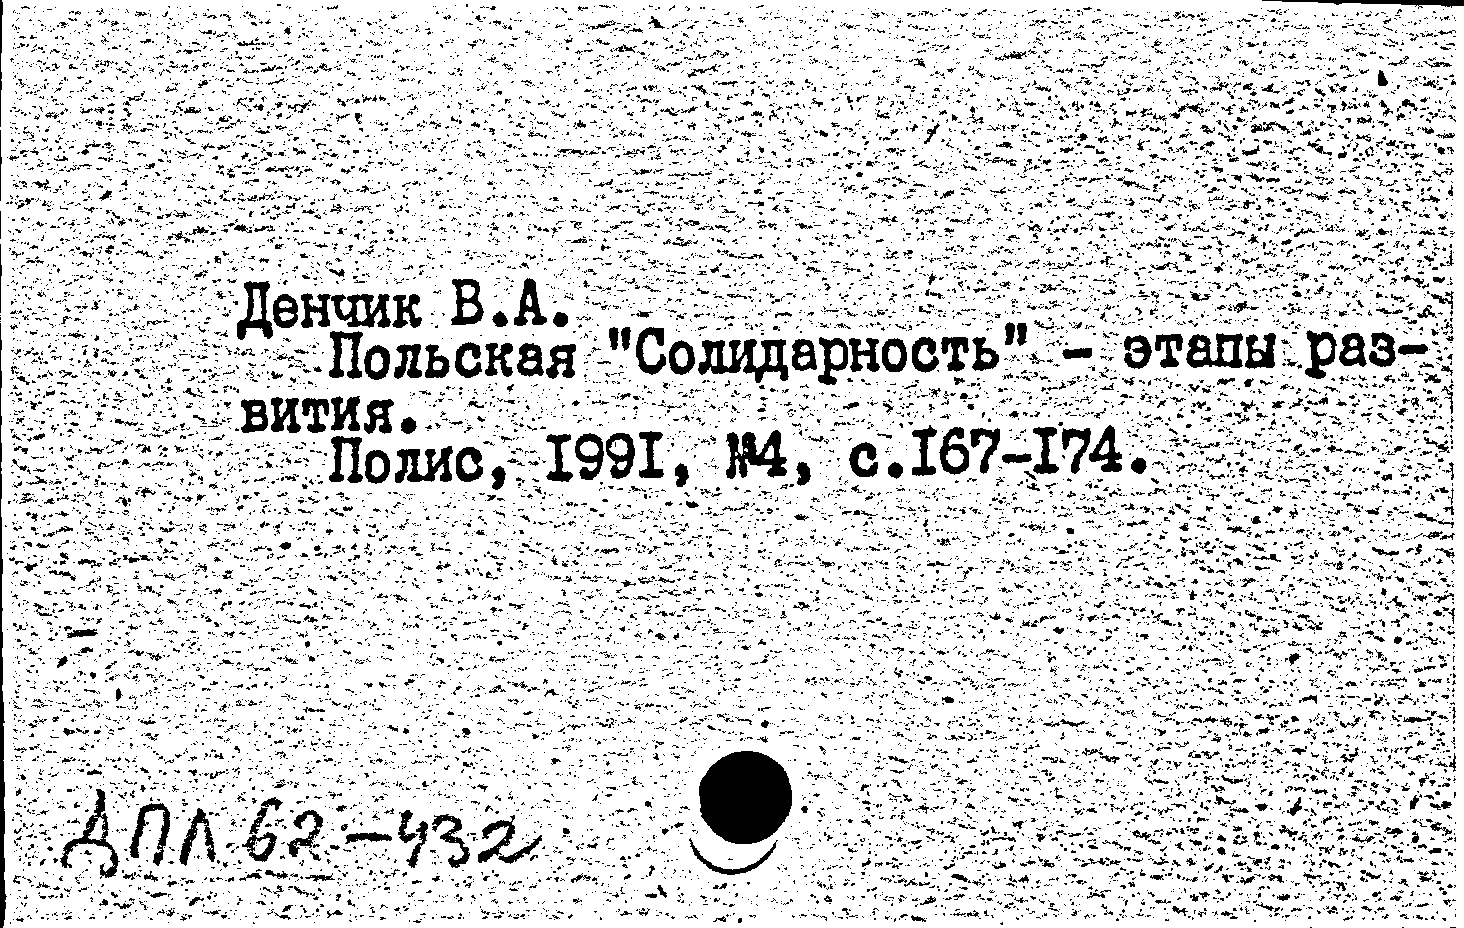 Денчик В.А.
Польская "Солидарность" - этапы раз-
вития.
Полис, 1991, №4, с.167-174.
ДПЛ 62-432